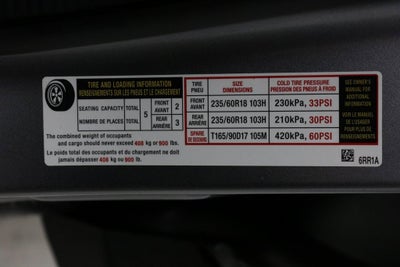 TIRE AND LOADING INFORMATION
RENSEIGNEMENTS SUR LES PNEUS ET LE CHARGEMENT
SEATING CAPACITY TOTAL 5 FRONT AVANT 2
NOMBRE DE PLACES TOTAL REAR ARRIÈRE 3
The combined weight of occupants
and cargo should never exceed 408 kg or 900 lbs.
Le poids total des occupants et du chargement ne doit
jamais dépasser 408 kg ou 900 lb.
TIRE PNEU SIZE DIMENSIONS COLD TIRE PRESSURE PRESSION DES PNEUS À FROID
FRONT AVANT 235/60R18 103H 230kPa, 33PSI
REAR ARRIÈRE 235/60R18 103H 210kPa, 30PSI
SPARE DE SECOURS T165/90D17 105M 420kPa, 60PSI
SEE OWNER'S
MANUAL FOR
ADDITIONAL
INFORMATION
VOIR LE MANUEL
DE L'USAGER
POUR PLUS DE
RENSEIGNEMENTS
6RR1A